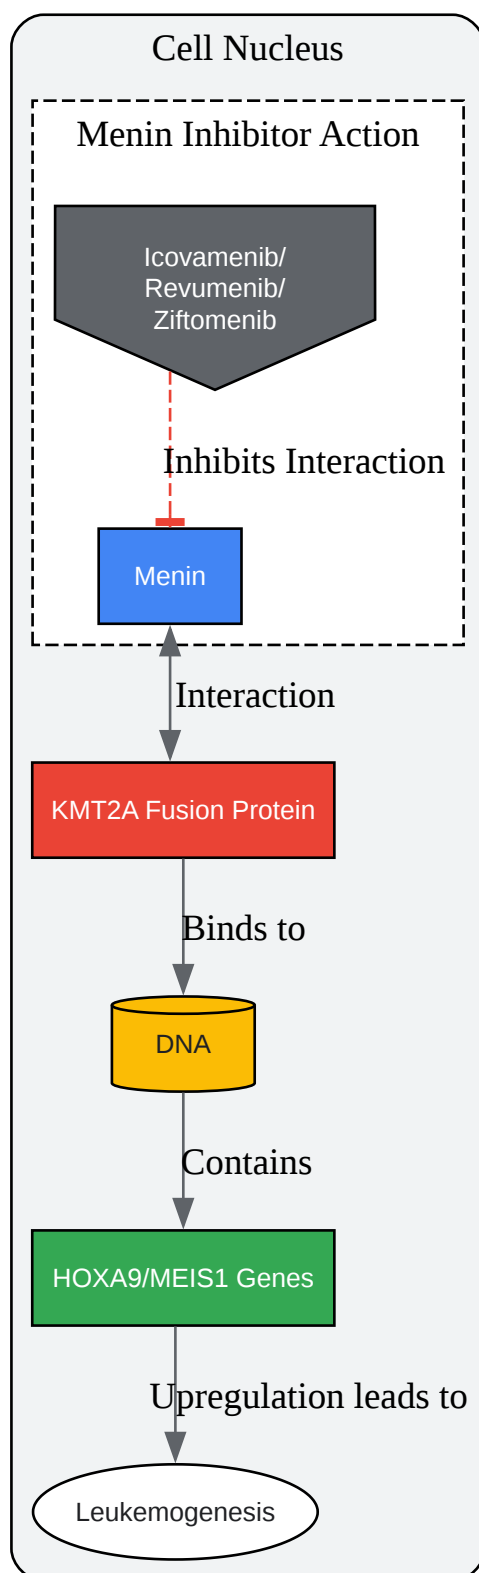 Cell Nucleus
Menin Inhibitor Action
Icovamenib/
Revumenib/
Ziftomenib
Inhibits Interaction
Menin
Interaction
KMT2A Fusion Protein
Binds to
DNA
Contains
HOXA9/MEIS1 Genes
Upregulation leads to
Leukemogenesis